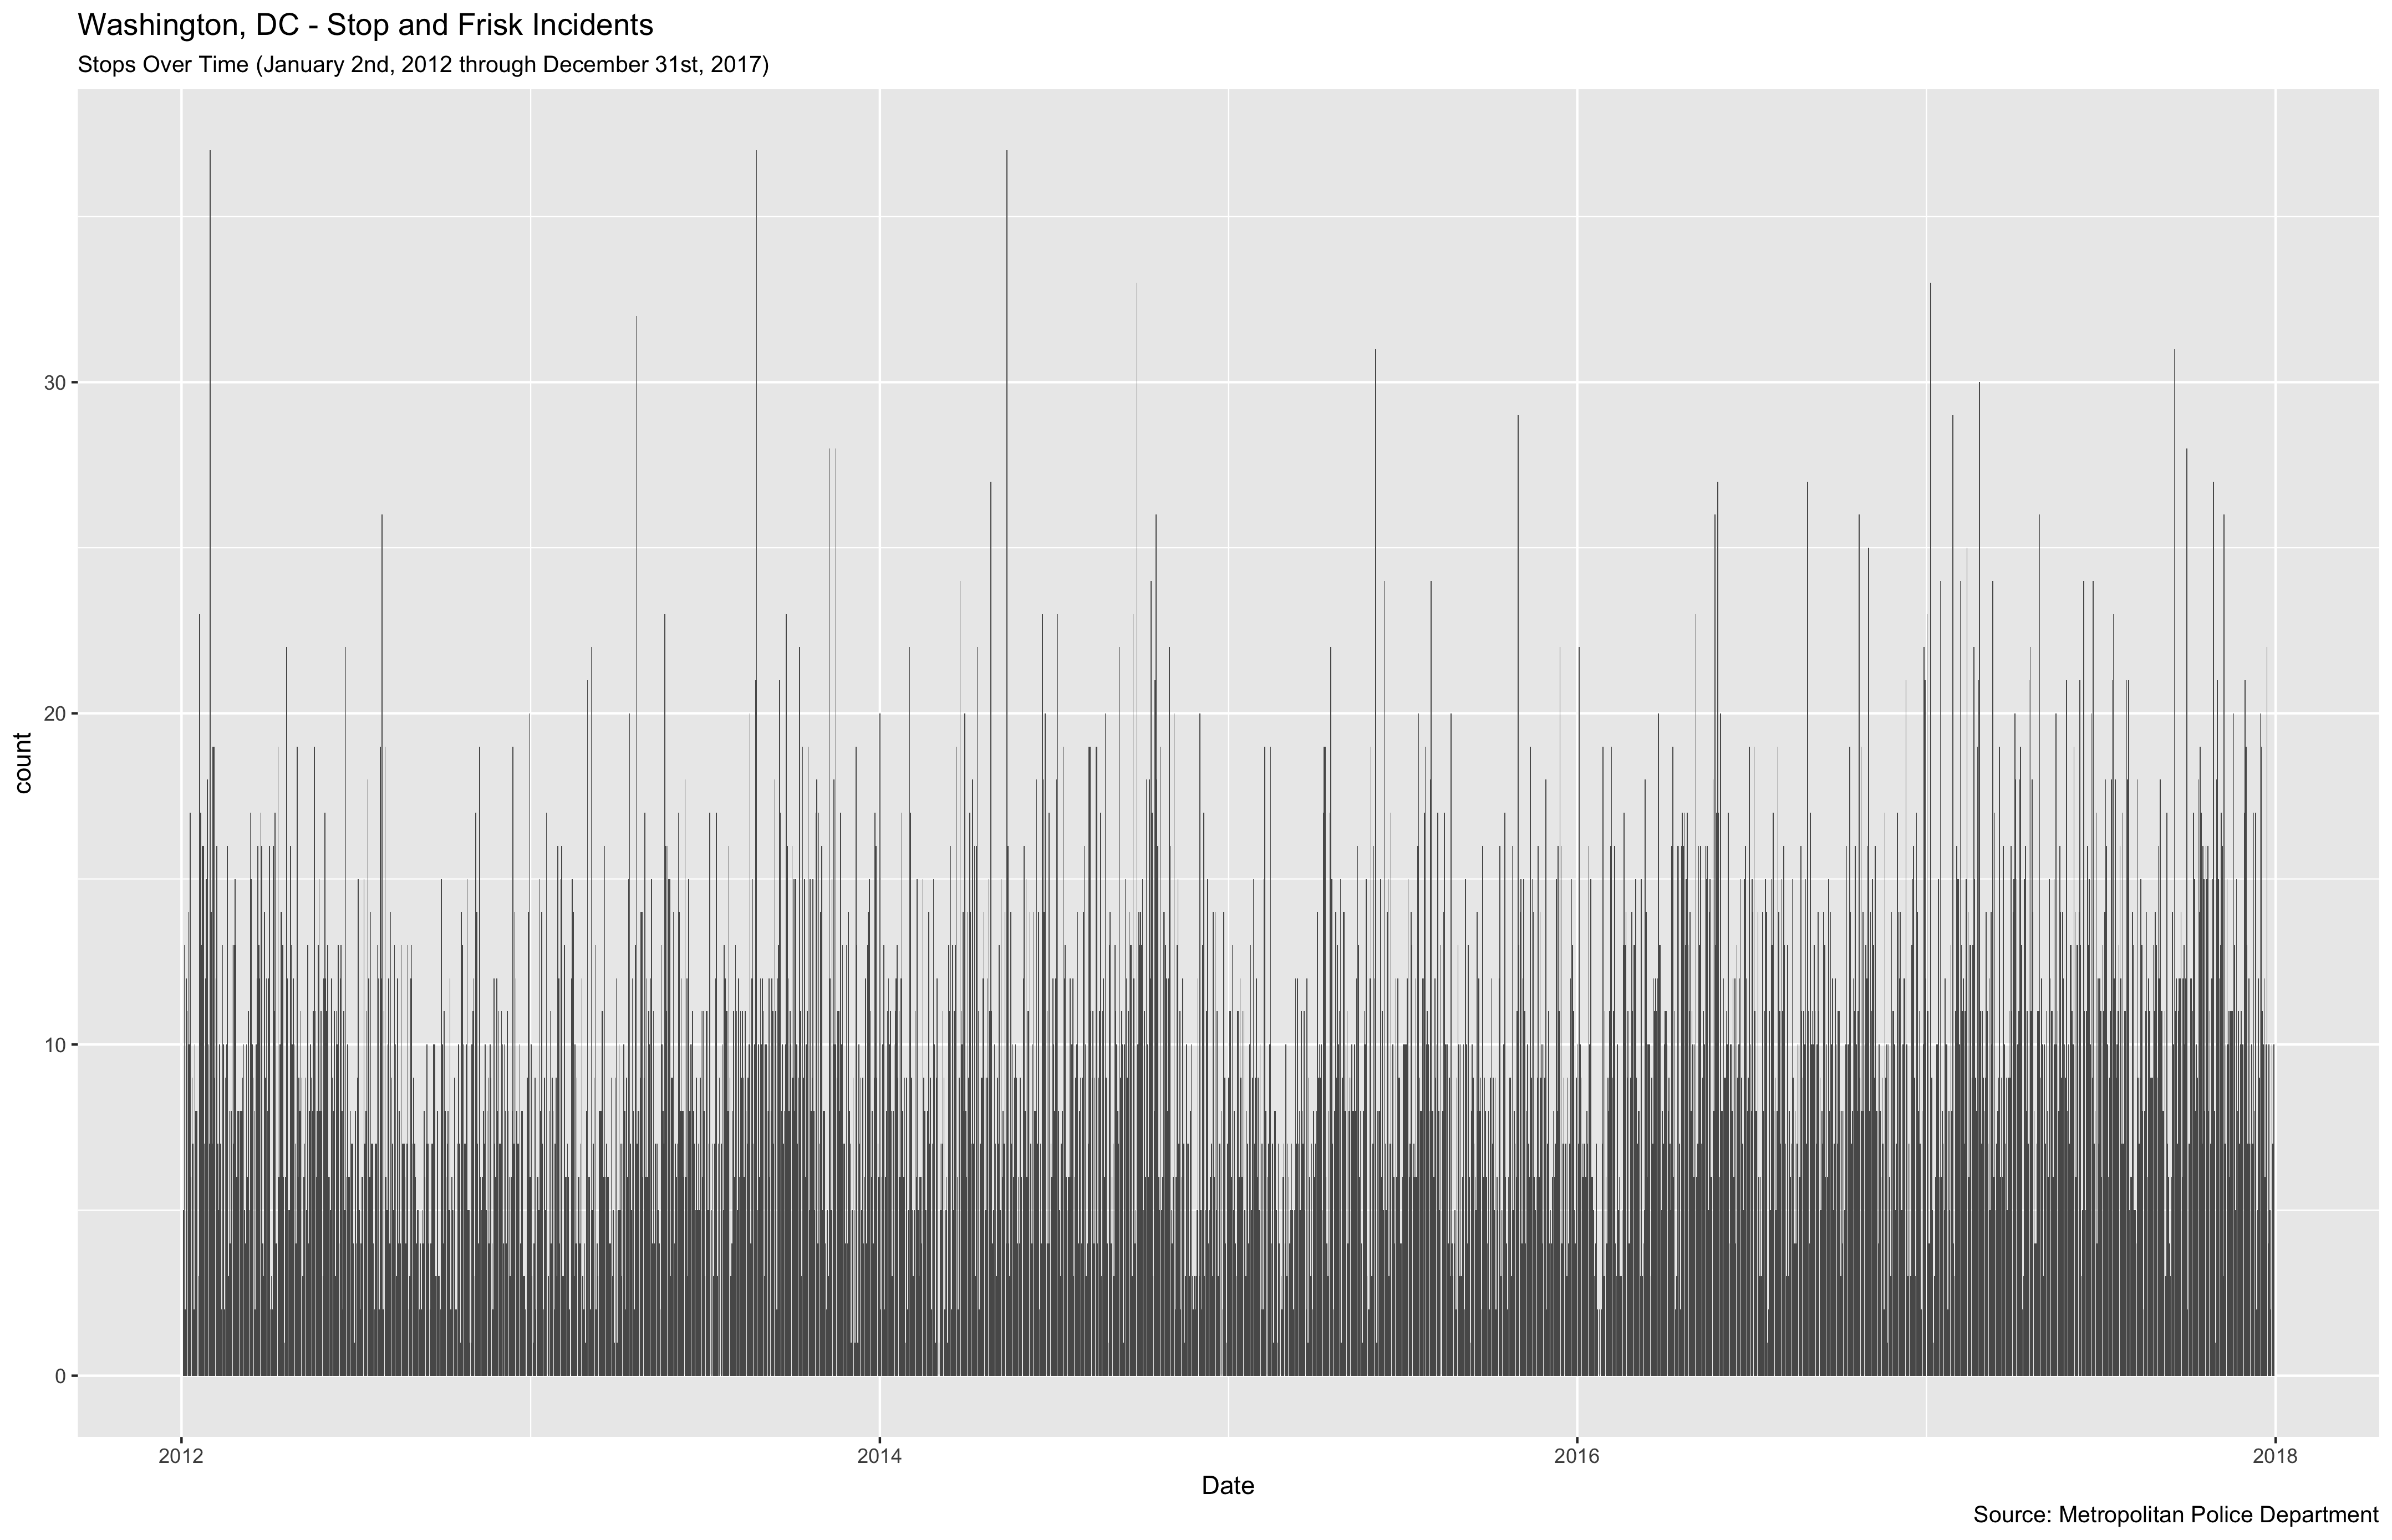 Washington, DC - Stop and Frisk Incidents
Stops Over Time (January 2nd, 2012 through December 31st, 2017)
count
30
20
10
0
2012 2014 2016 2018
Date
Source: Metropolitan Police Department